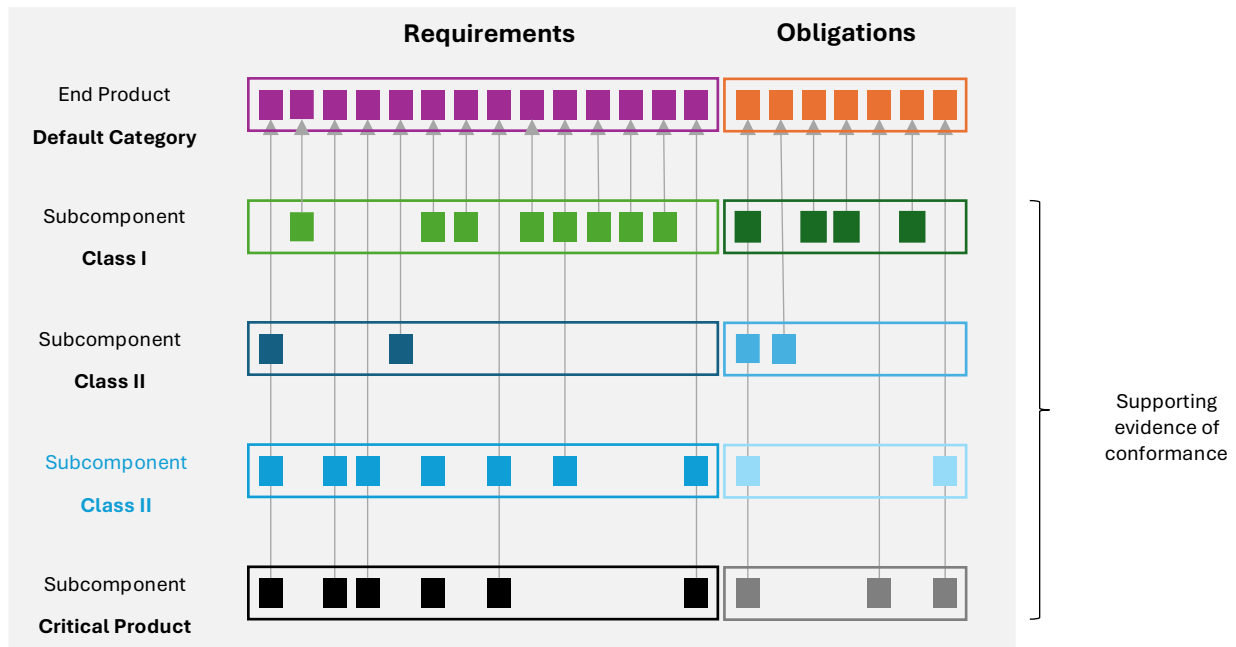 Requirements
Obligations
End Product
Default Category
Subcomponent
Class I
Subcomponent
Class II
Subcomponent
Class II
Subcomponent
Critical Product
Supporting
evidence of
conformance